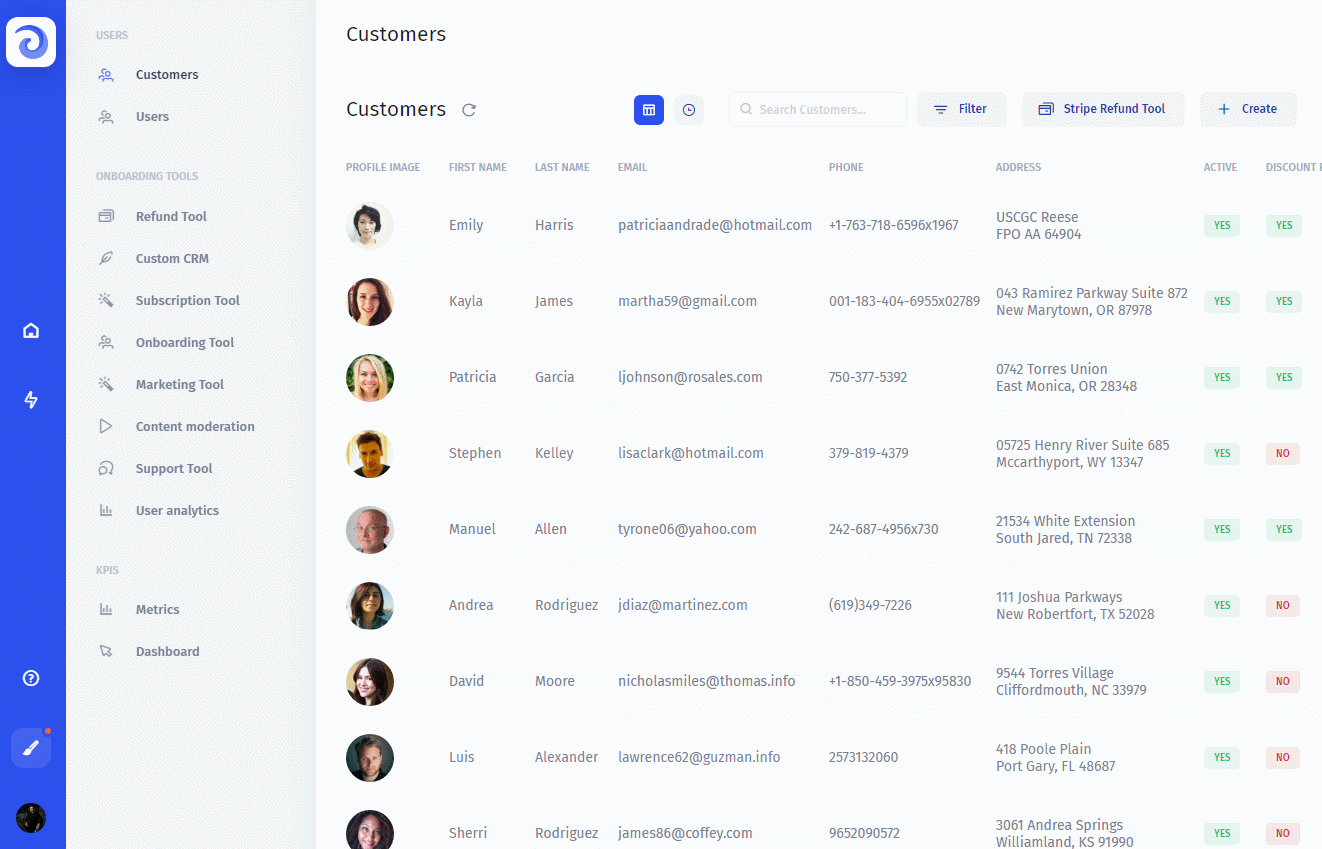 USERS
Customers
Users
ONBOARDING TOOLS
Refund Tool
Custom CRM
Subscription Tool
Onboarding Tool
Marketing Tool
Content moderation
Support Tool
User analytics
KPIS
Metrics
Dashboard
Customers
Customers
Search Customers...
Filter
Stripe Refund Tool
Create
PROFILE IMAGE FIRST NAME LAST NAME EMAIL PHONE ADDRESS ACTIVE DISCOUNT
Emily Harris patriciaandrade@hotmail.com +1-763-718-6596x1967 USCGC Reese YES YES
FPO AA 64904
Kayla James martha59@gmail.com 001-183-404-6955x02789 043 Ramirez Parkway Suite 872 YES YES
New Marytown, OR 87978
Patricia Garcia ljohnson@rosales.com 750-377-5392 0742 Torres Union YES YES
East Monica, OR 28348
Stephen Kelley lisaclark@hotmail.com 379-819-4379 05725 Henry River Suite 685 YES NO
Mccarthyport, WY 13347
Manuel Allen tyrone06@yahoo.com 242-687-4956x730 21534 White Extension YES YES
South Jared, TN 72338
Andrea Rodriguez jdiaz@martinez.com (619)349-7226 111 Joshua Parkways YES NO
New Robertfort, TX 52028
David Moore nicholasmiles@thomas.info +1-850-459-3975x95830 9544 Torres Village YES NO
Cliffordmouth, NC 33979
Luis Alexander lawrence62@guzman.info 2573132060 418 Poole Plain YES NO
Port Gary, FL 48687
Sherri Rodriguez james86@coffey.com 9652090572 3061 Andrea Springs YES NO
Williamland, KS 91990